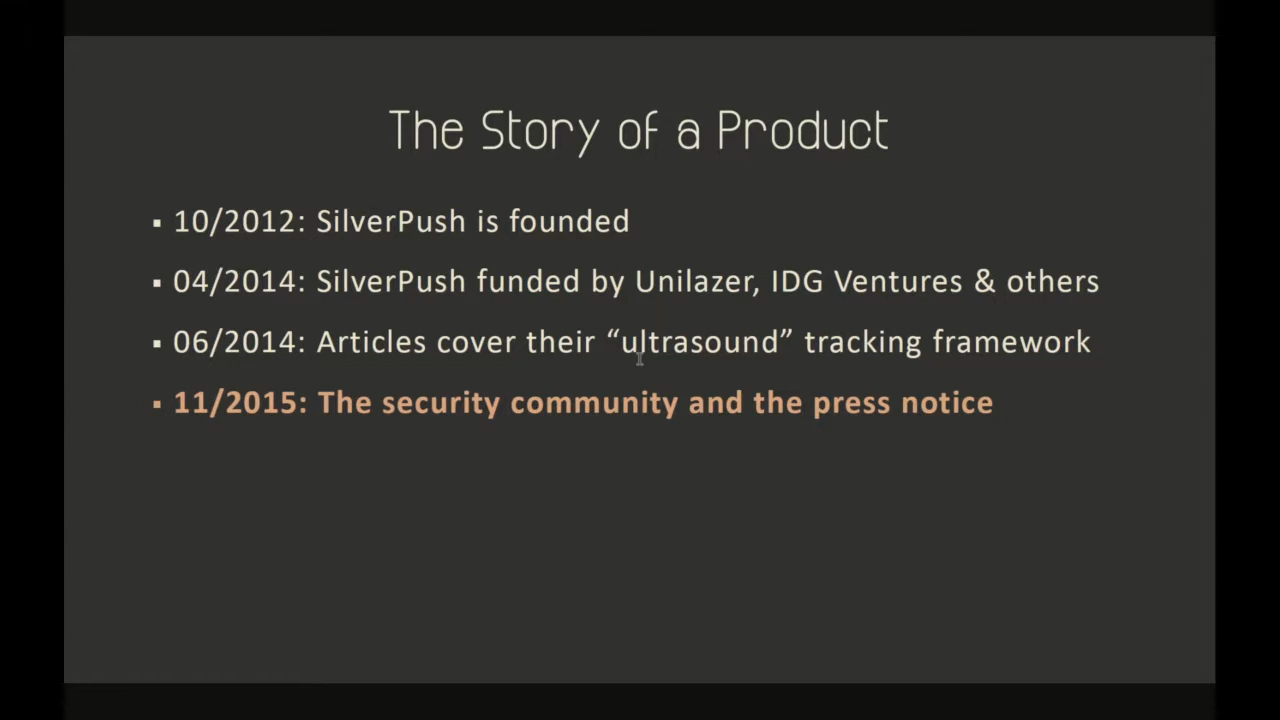 The Story of a Product
▪ 10/2012: SilverPush is founded
▪ 04/2014: SilverPush funded by Unilazer, IDG Ventures & others
▪ 06/2014: Articles cover their “ultrasound” tracking framework
▪ 11/2015: The security community and the press notice